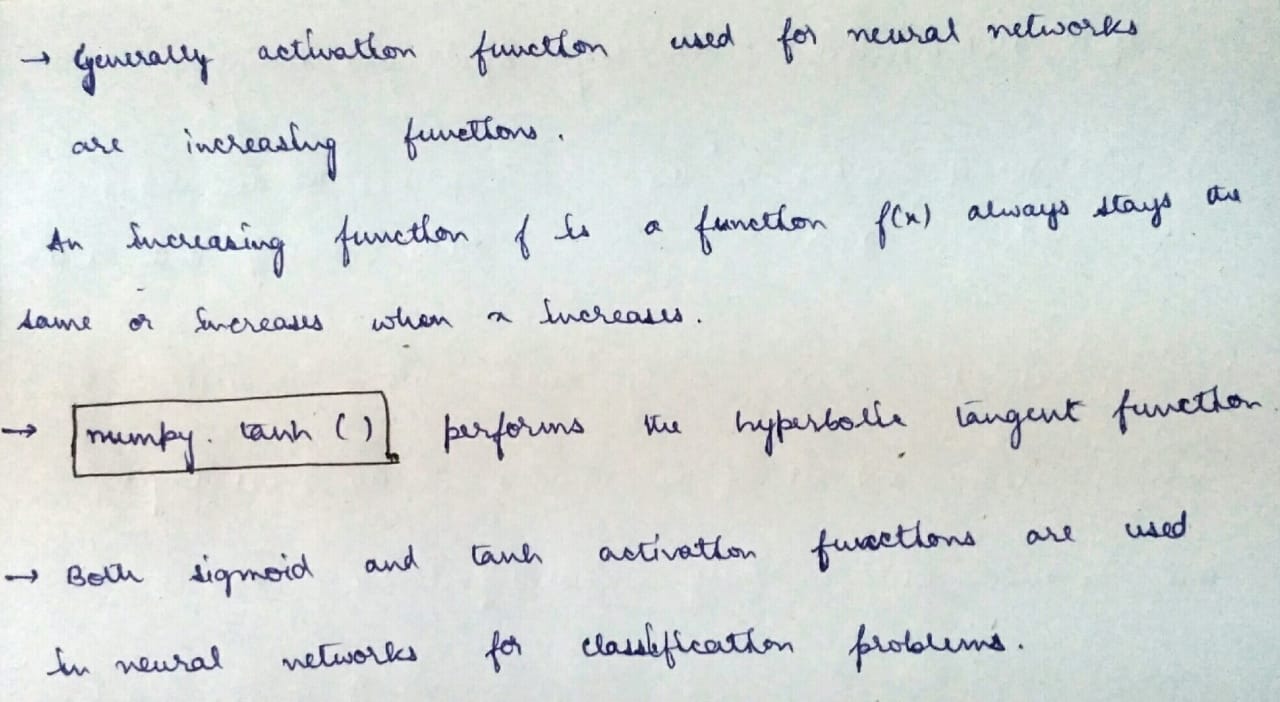 → Generally activation function used for neural networks
are increasing functions.
An increasing function f is a function f(x) always stays the
same or increases when x increases.
→ numpy. tanh () performs the hyperbolic tangent function
→ Both sigmoid and tanh activation functions are used
in neural networks for classification problems.